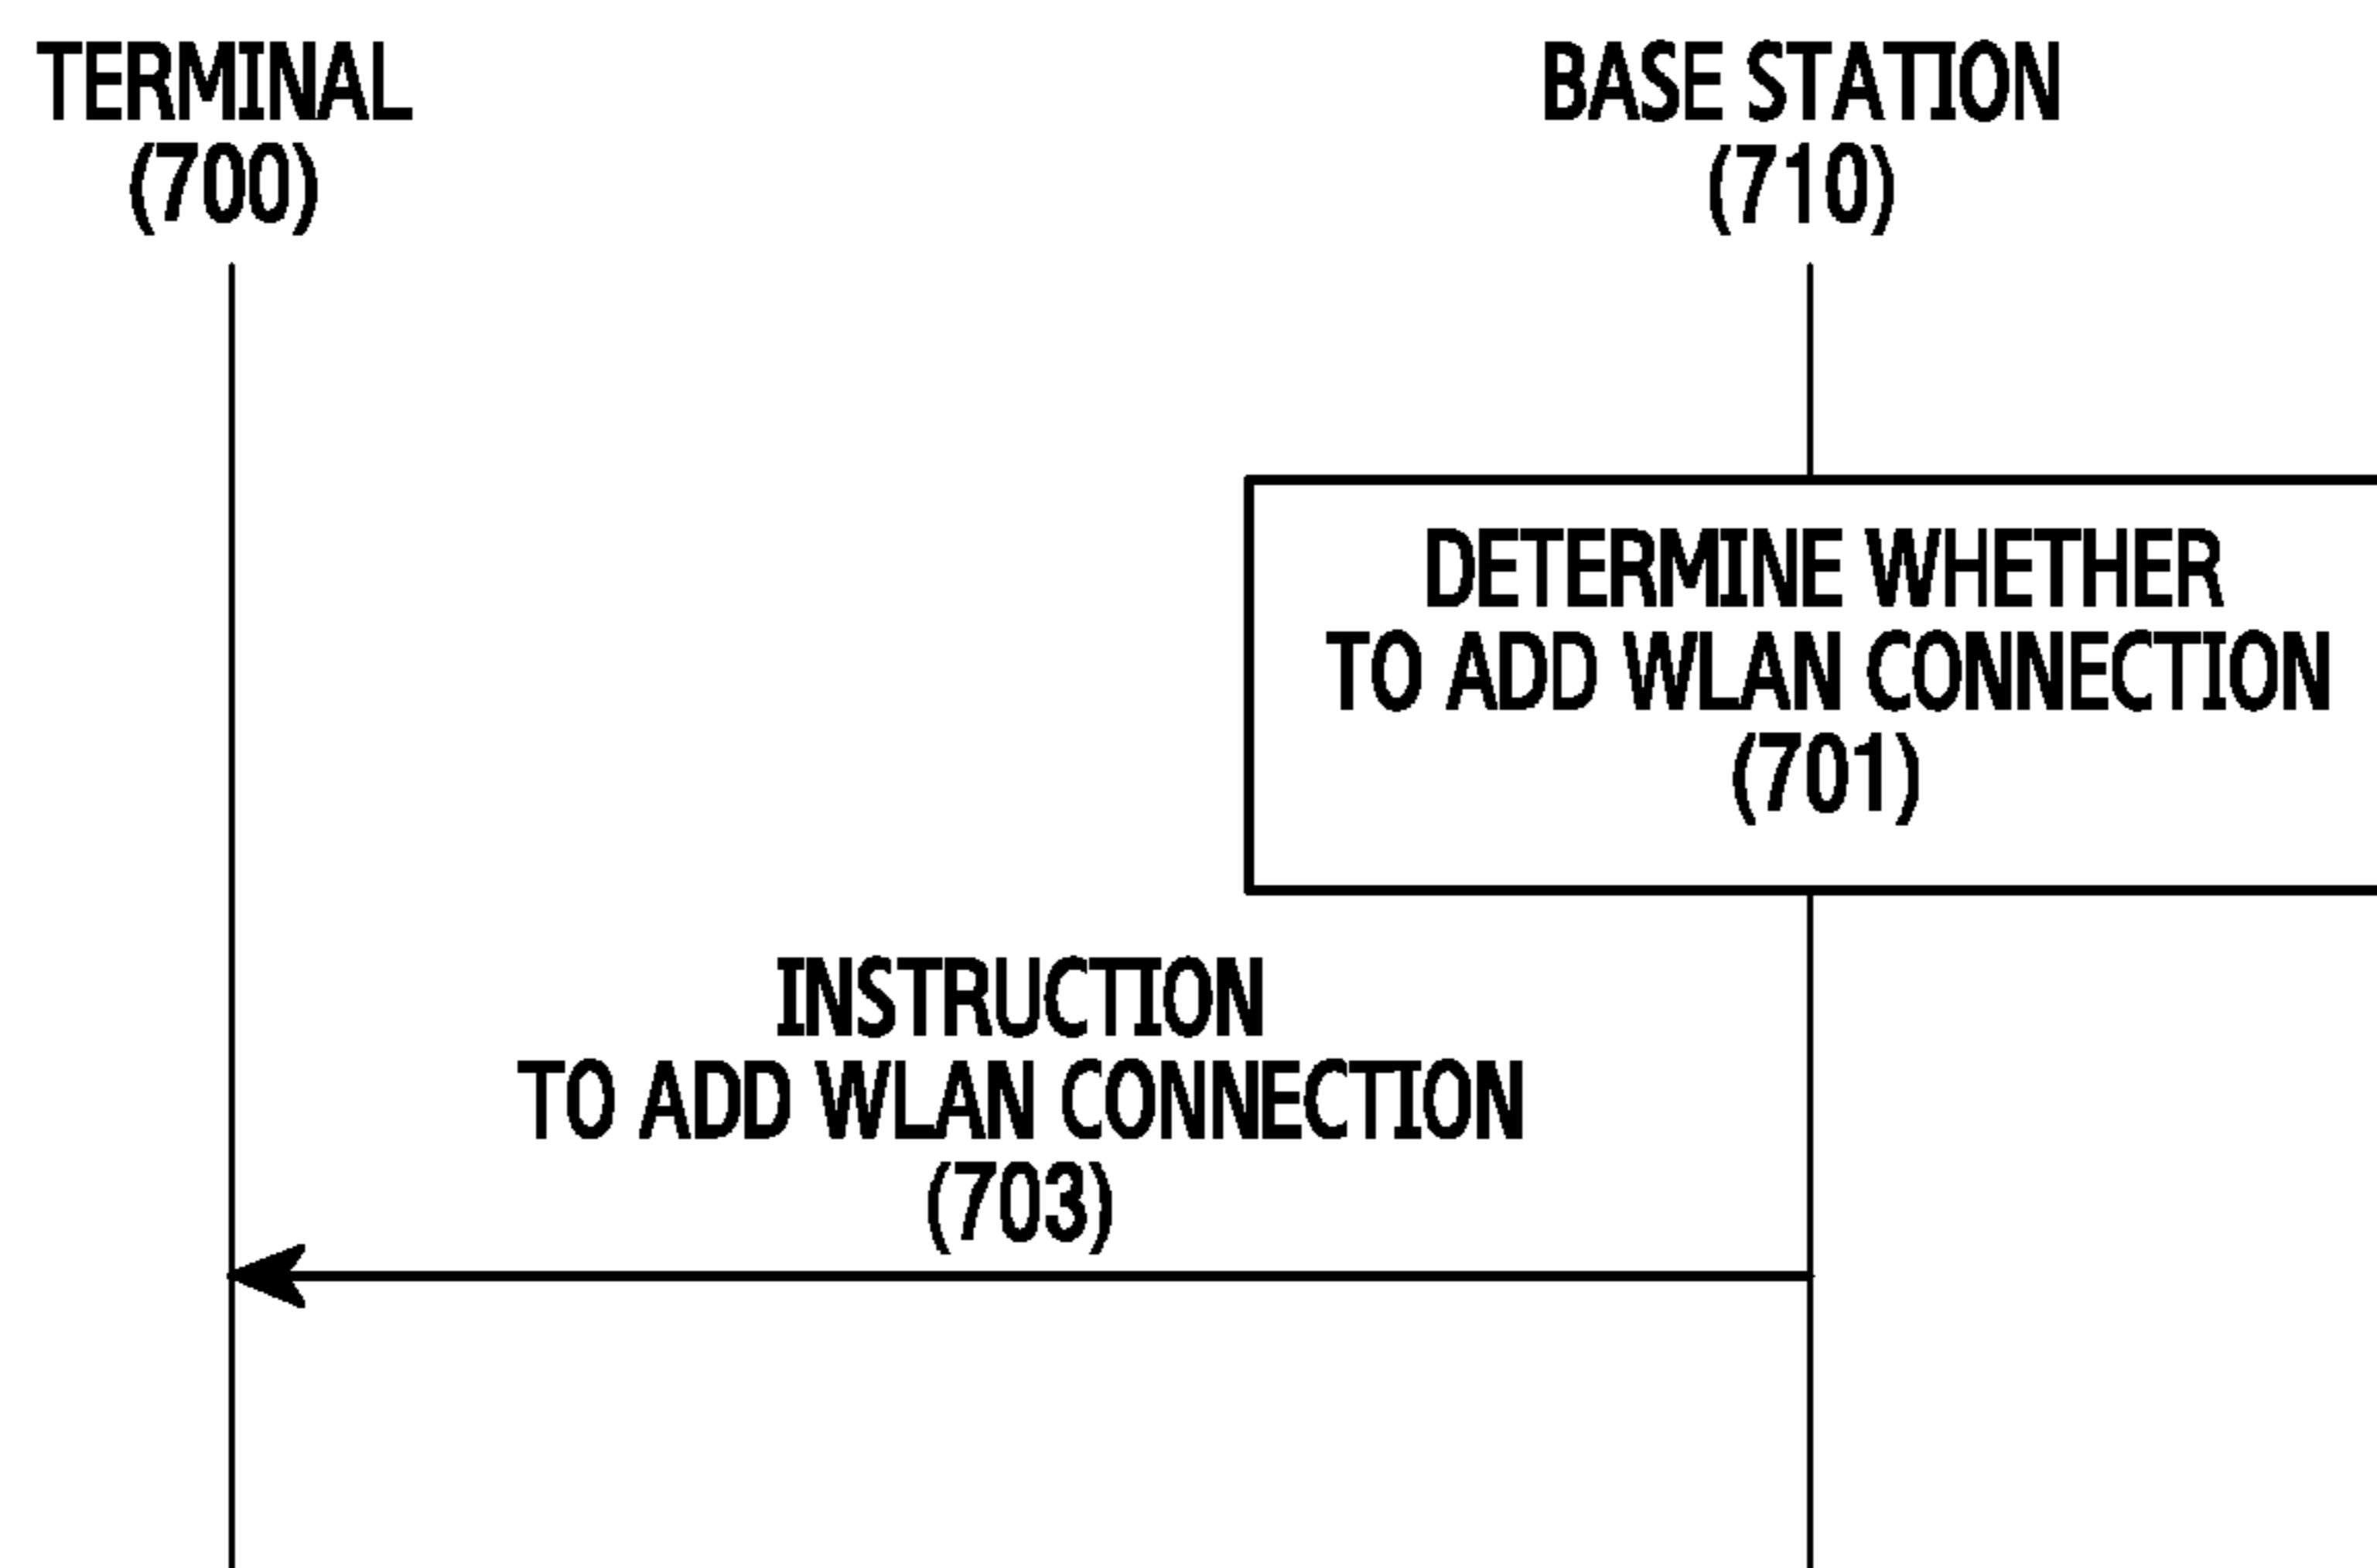 TERMINAL
(700)
BASE STATION
(710)
DETERMINE WHETHER
TO ADD WLAN CONNECTION
(701)
INSTRUCTION
TO ADD WLAN CONNECTION
(703)